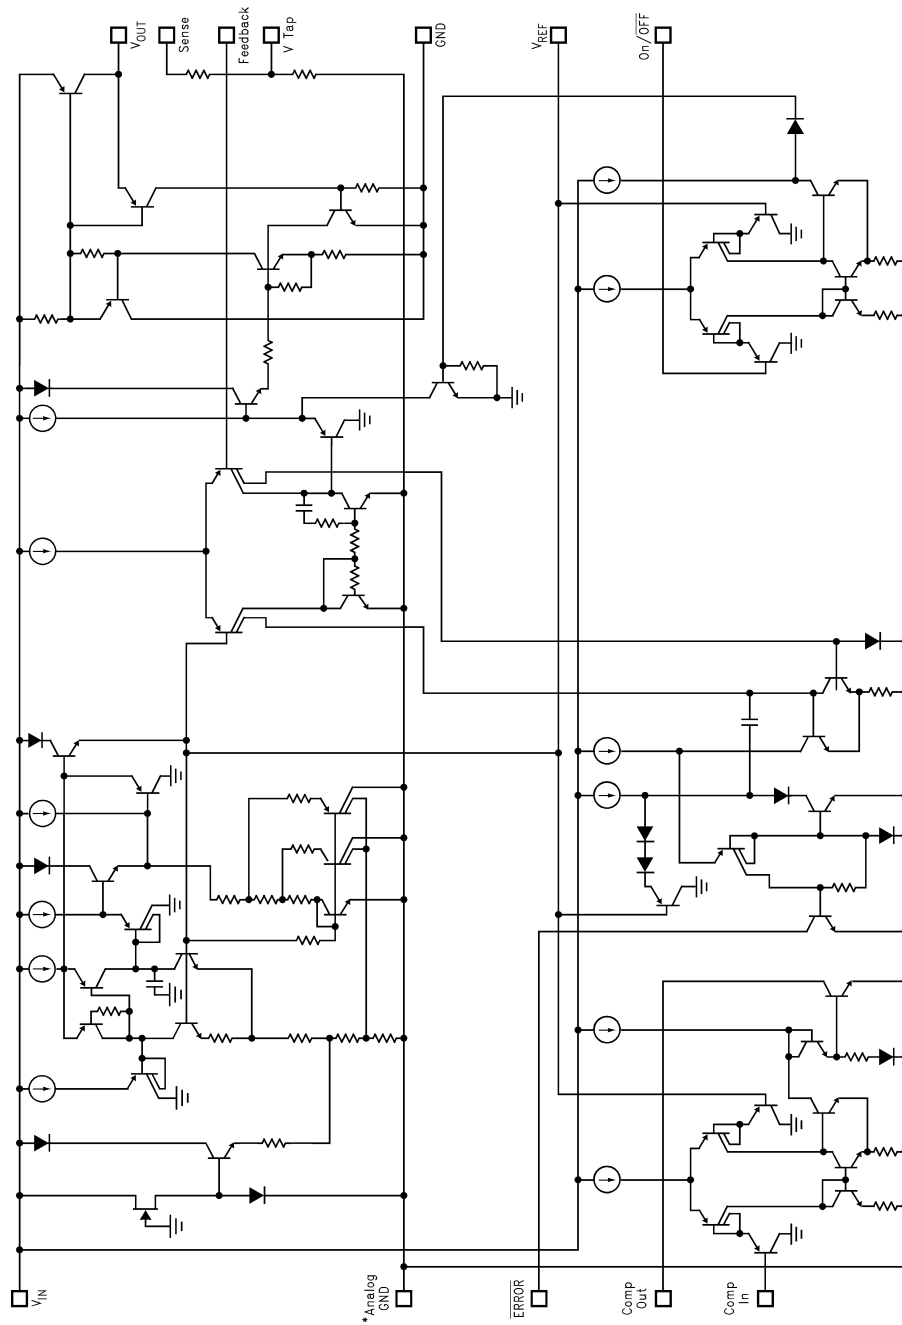 VOUT
Sense
Feedback
V Tap
GND
VREF
On/OFF
VIN
*Analog
GND
ERROR
Comp
Out
Comp
In